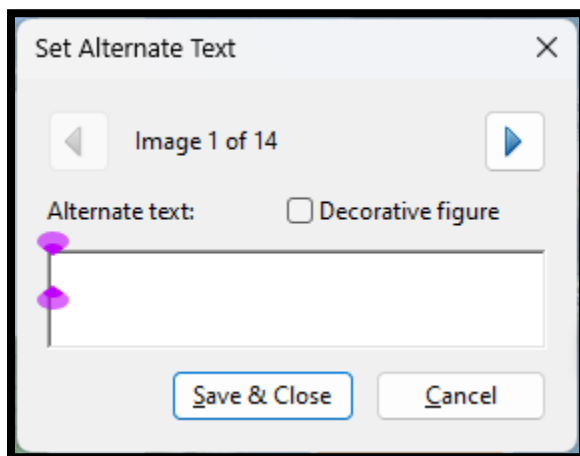 Set Alternate Text
Image 1 of 14
Alternate text: Decorative figure
Save & Close Cancel